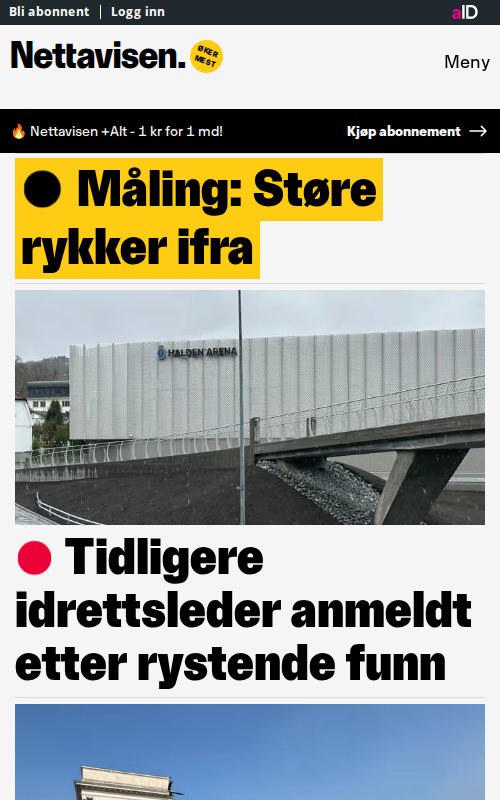 Bli abonnent | Logg inn
aID
Nettavisen.
ØKER
MEST
Meny
🔥 Nettavisen +Alt - 1 kr for 1 md!
Kjøp abonnement →
Måling: Støre
rykker ifra
HALDEN ARENA
Tidligere
idrettsleder anmeldt
etter rystende funn